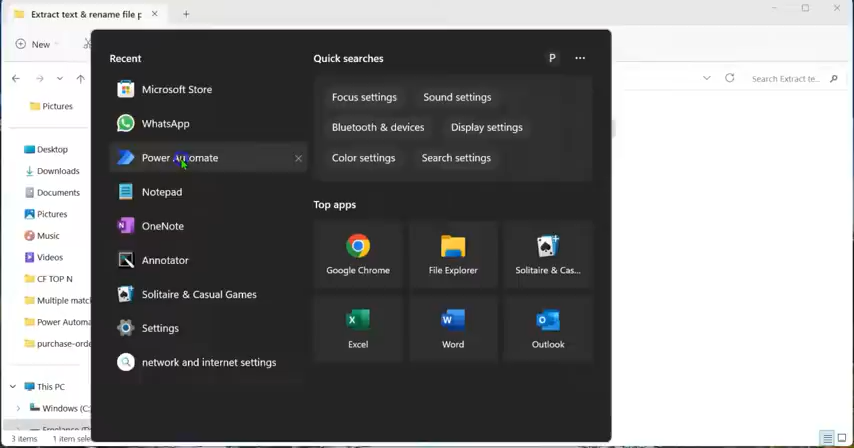 Extract text & rename file p
New
Search Extract te...
Pictures
Desktop
Downloads
Documents
Pictures
Music
Videos
CF TOP N
Multiple match
Power Automa
purchase-orde
This PC
Windows (C:
Freelance (D:
3 items 1 item sele
Recent
Microsoft Store
WhatsApp
Power Automate
Notepad
OneNote
Annotator
Solitaire & Casual Games
Settings
network and internet settings
Quick searches
P
Focus settings Sound settings
Bluetooth & devices Display settings
Color settings Search settings
Top apps
Google Chrome File Explorer Solitaire & Cas...
Excel Word Outlook